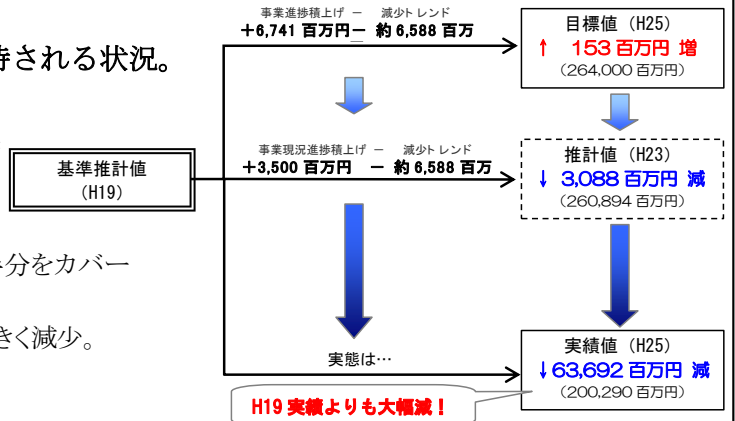 事業進捗積上げ － 減少トレンド
+6,741 百万円－ 約 6,588 百万
目標値（H25）
↑ 153 百万円 増
（264,000 百万円）
待される状況。
事業現況進捗積上げ － 減少トレンド
+3,500 百万円 － 約 6,588 百万
推計値（H23）
↓ 3,088 百万円 減
（260,894 百万円）
基準推計値
（H19）
分をカバー
きく減少。
実態は…
実績値（H25）
↓63,692 百万円 減
（200,290 百万円）
H19 実績よりも大幅減！